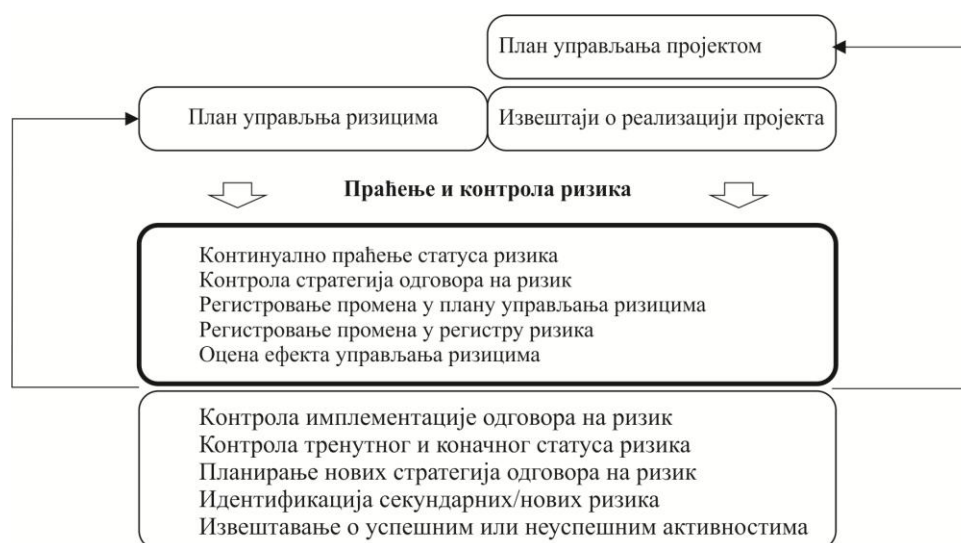 План управљања пројектом
План управљња ризицима
Извештаји о реализацији пројекта
Праћење и контрола ризика
Континуално праћење статуса ризика
Контрола стратегија одговора на ризик
Регистровање промена у плану управљања ризицима
Регистровање промена у регистру ризика
Оцена ефекта управљања ризицима
Контрола имплементације одговора на ризик
Контрола тренутног и коначног статуса ризика
Планирање нових стратегија одговора на ризик
Идентификација секундарних/нових ризика
Извештавање о успешним или неуспешним активностима